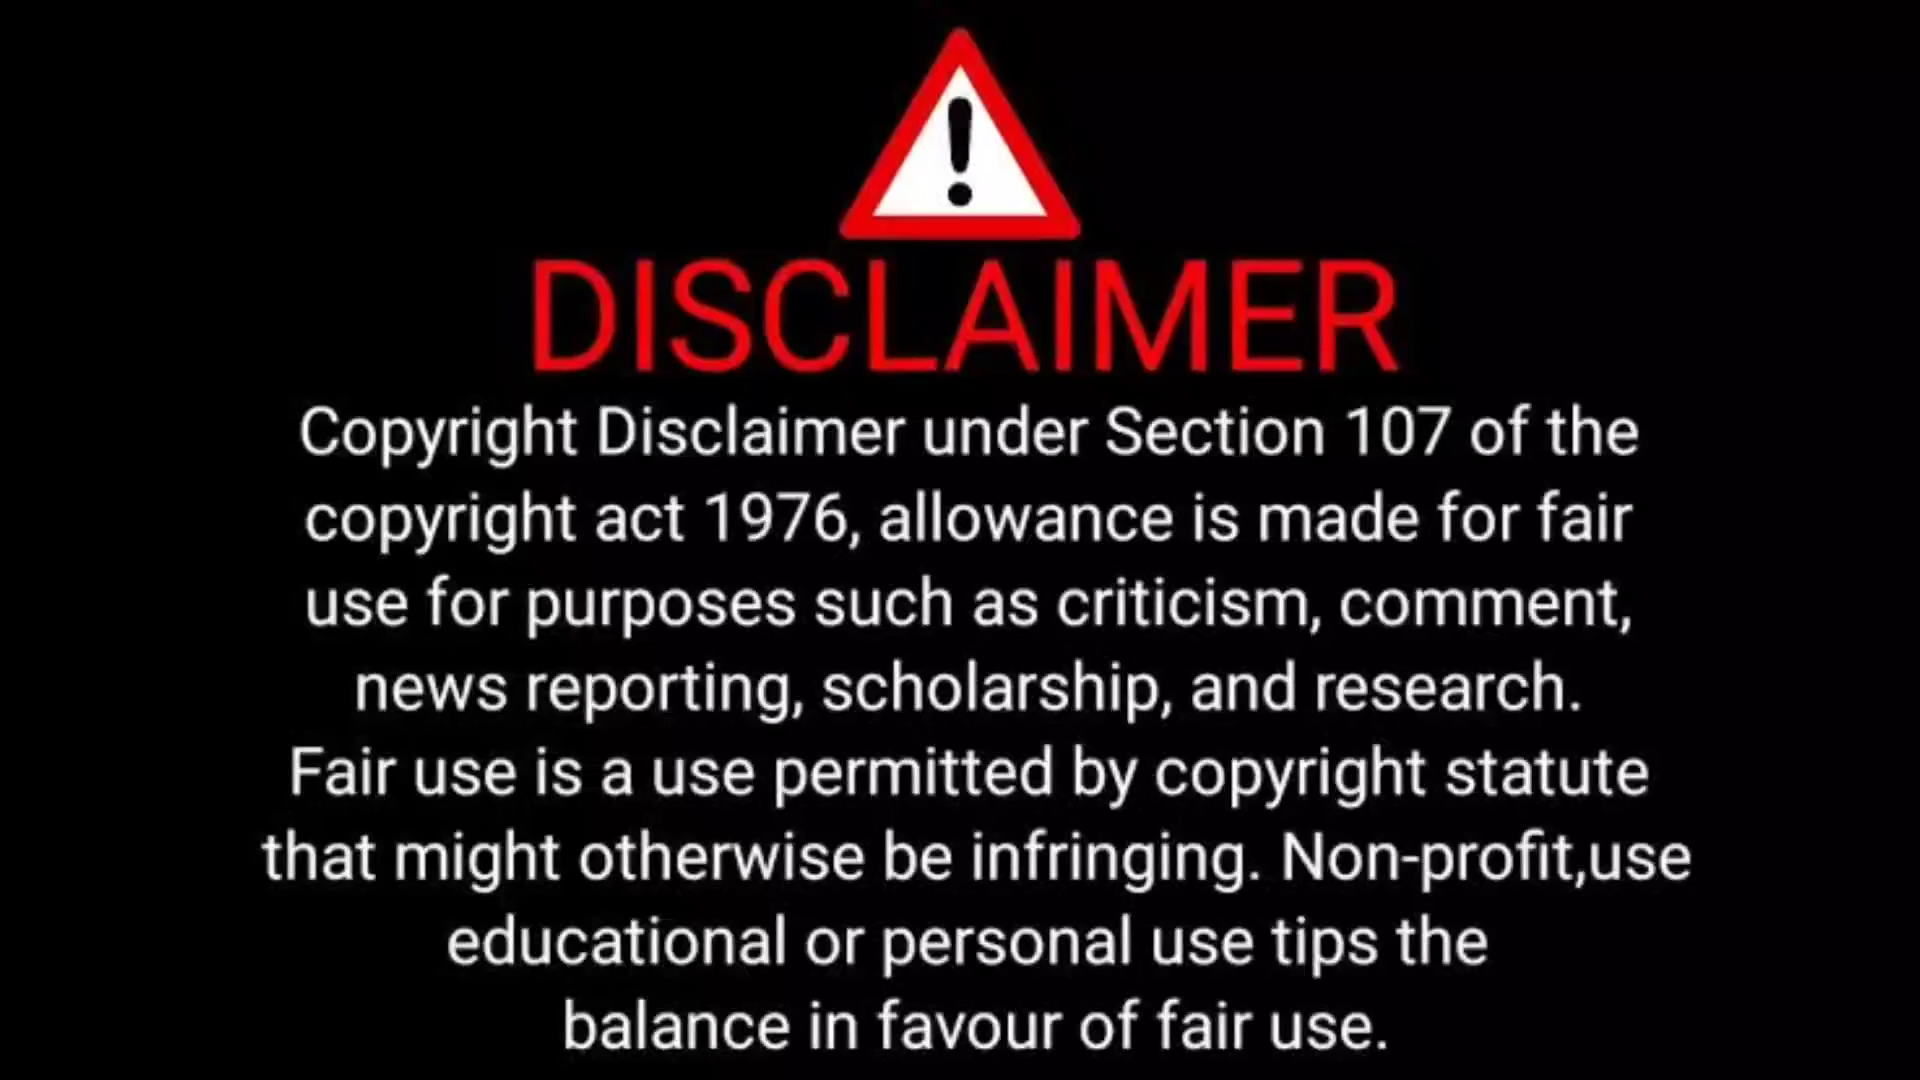 DISCLAIMER
Copyright Disclaimer under Section 107 of the
copyright act 1976, allowance is made for fair
use for purposes such as criticism, comment,
news reporting, scholarship, and research.
Fair use is a use permitted by copyright statute
that might otherwise be infringing. Non-profit,use
educational or personal use tips the
balance in favour of fair use.